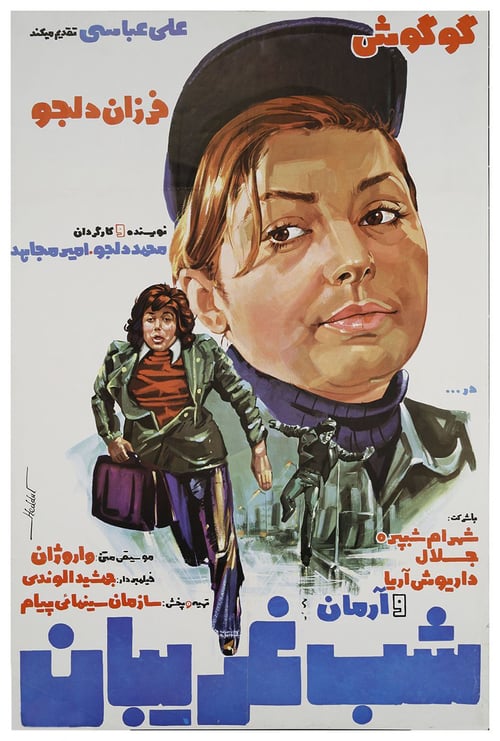 علی عباسی تقدیم میکند
گوگوش
فرزان دلجو
نویسنده و کارگردان
محمد دلجو. امیر مجاهد
در...
با شرکت:
شهرام شبپره
جلال
داریوش آریا
و آرمان
موسیقی متن: واروژان
فیلمبردار: جمشید الوندی
تهیه و پخش: سازمان سینمائی پیام
شب غریبان